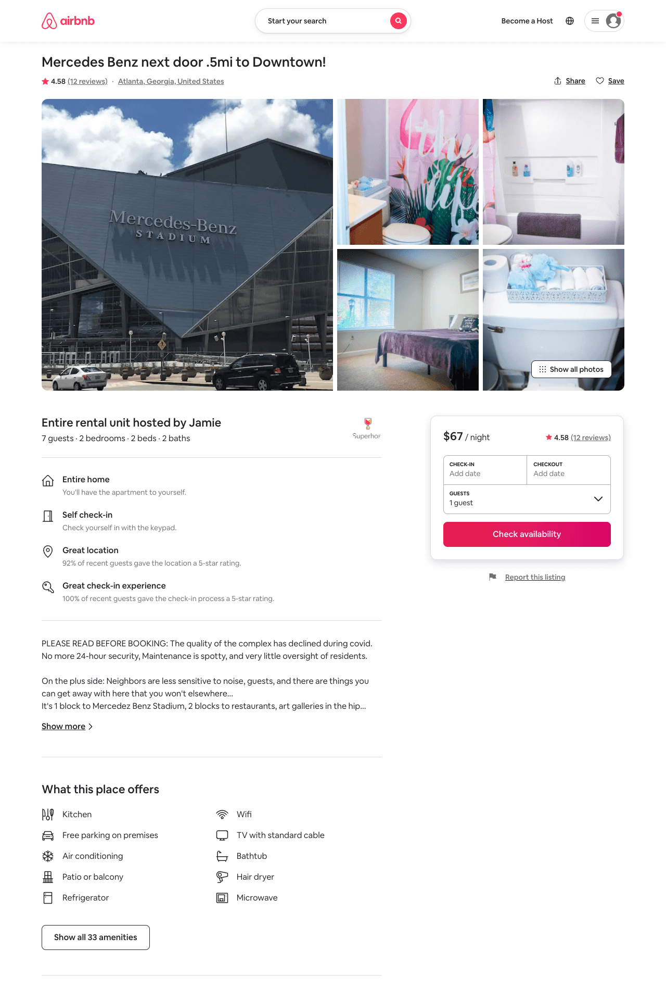 airbnb
Start your search
Become a Host
Mercedes Benz next door .5mi to Downtown!
4.58 (12 reviews) · Atlanta, Georgia, United States
Share
Save
Mercedes-Benz
STADIUM
WHAT
YOU
LOVE
Show all photos
Entire rental unit hosted by Jamie
7 guests · 2 bedrooms · 2 beds · 2 baths
Superhos
$67 / night
4.58 (12 reviews)
CHECK-IN
Add date
CHECKOUT
Add date
GUESTS
1 guest
Check availability
Report this listing
Entire home
You'll have the apartment to yourself.
Self check-in
Check yourself in with the keypad.
Great location
92% of recent guests gave the location a 5-star rating.
Great check-in experience
100% of recent guests gave the check-in process a 5-star rating.
PLEASE READ BEFORE BOOKING: The quality of the complex has declined during covid.
No more 24-hour security, Maintenance is spotty, and very little oversight of residents.
On the plus side: Neighbors are less sensitive to noise, guests, and there are things you
can get away with here that you won't elsewhere...
It's 1 block to Mercedez Benz Stadium, 2 blocks to restaurants, art galleries in the hip...
Show more
What this place offers
Kitchen
Wifi
Free parking on premises
TV with standard cable
Air conditioning
Bathtub
Patio or balcony
Hair dryer
Refrigerator
Microwave
Show all 33 amenities